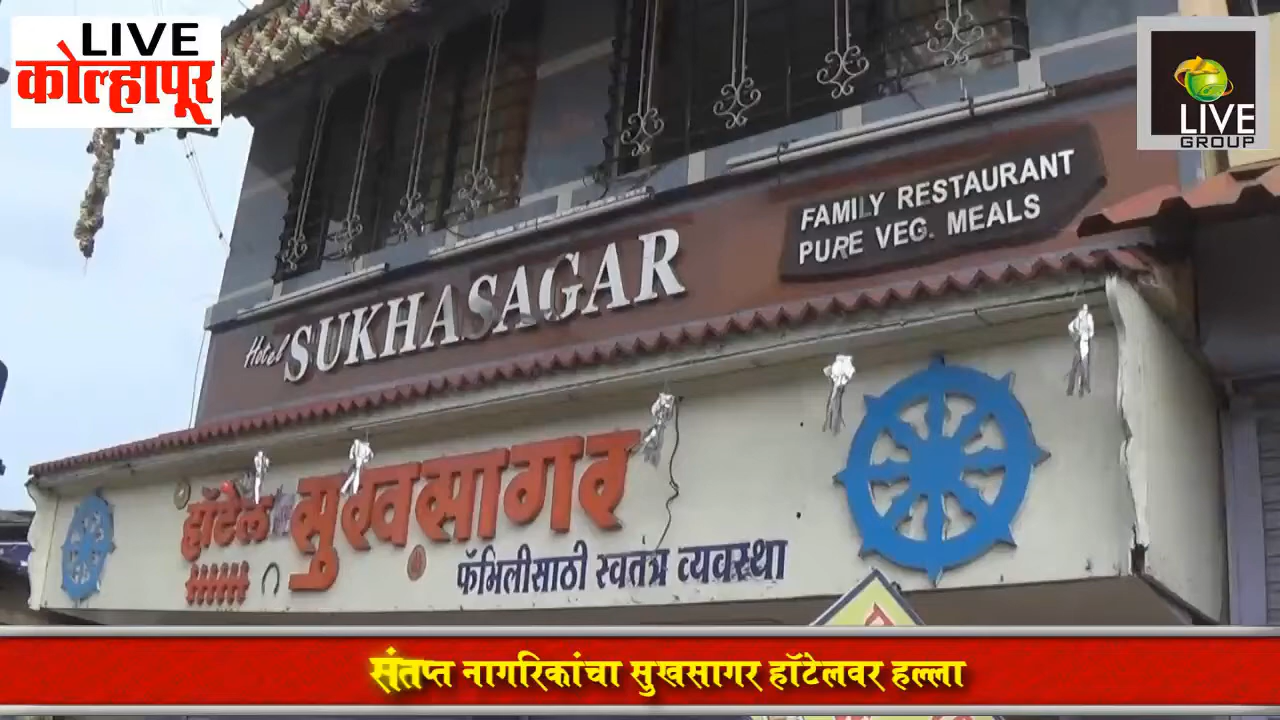 LIVE
कोल्हापूर
LIVE
GROUP
FAMILY RESTAURANT
PURE VEG. MEALS
Hotel SUKHASAGAR
हॉटेल सुखसागर
फॅमिलीसाठी स्वतंत्र व्यवस्था
संतप्त नागरिकांचा सुखसागर हॉटेलवर हल्ला